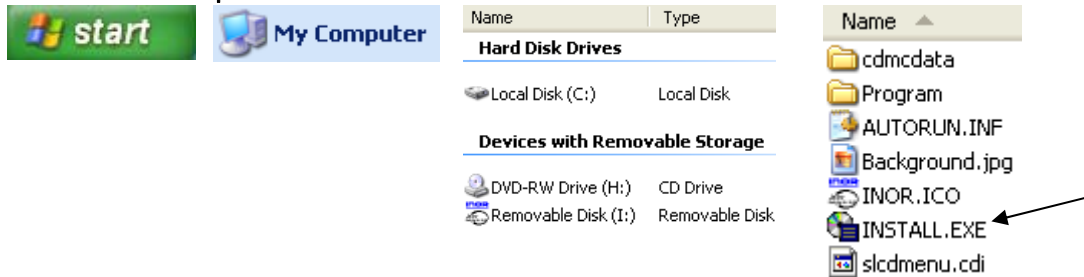 start
My Computer
Name Type
Hard Disk Drives
Local Disk (C:) Local Disk
Devices with Removable Storage
DVD-RW Drive (H:) CD Drive
INOR
Removable Disk (I:) Removable Disk
Name
cdmcdata
Program
AUTORUN.INF
Background.jpg
INOR
INOR.ICO
INSTALL.EXE
slcdmenu.cdi